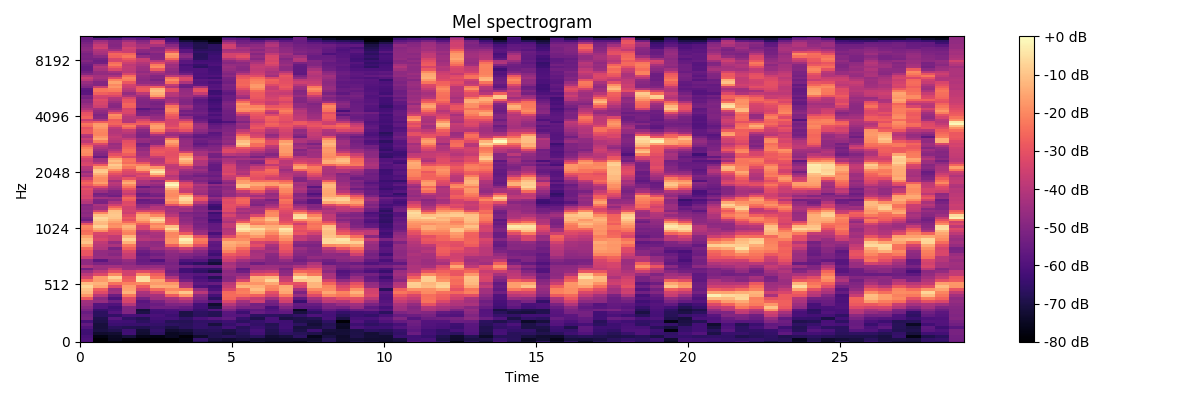 Mel spectrogram
8192
4096
2048
1024
512
0
Hz
0 5 10 15 20 25
Time
+0 dB
-10 dB
-20 dB
-30 dB
-40 dB
-50 dB
-60 dB
-70 dB
-80 dB